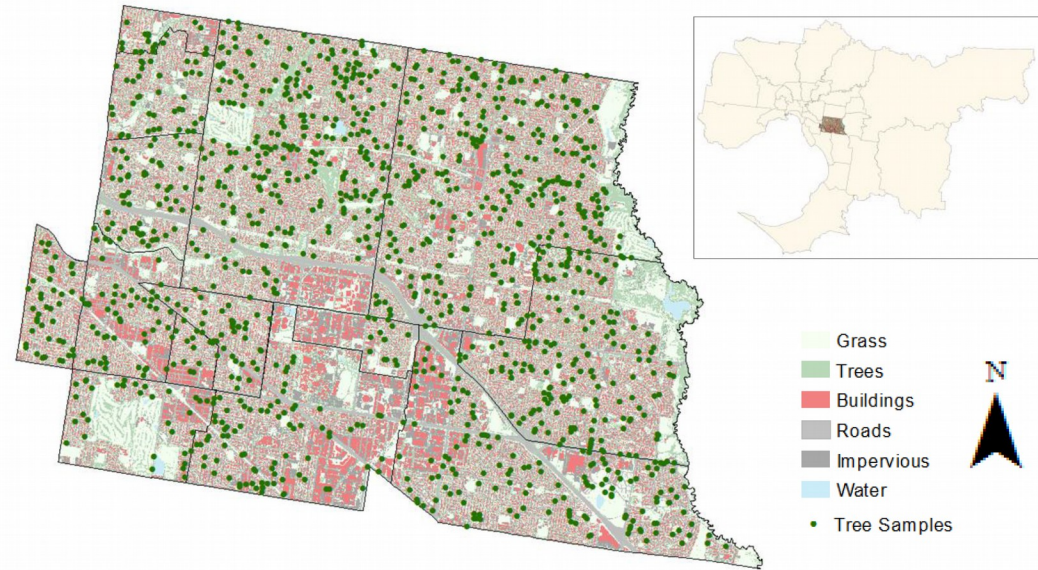 N
Grass
Trees
Buildings
Roads
Impervious
Water
Tree Samples